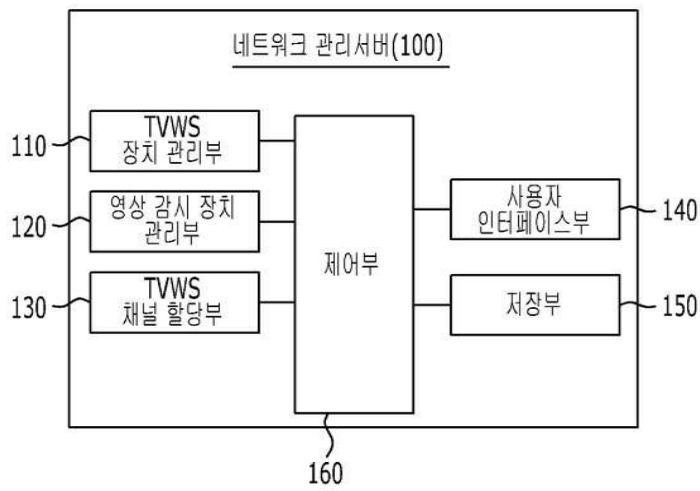 네트워크 관리서버(100)
110
TVWS
장치 관리부
120
영상 감시 장치
관리부
130
TVWS
채널 할당부
제어부
사용자
인터페이스부
140
저장부
150
160